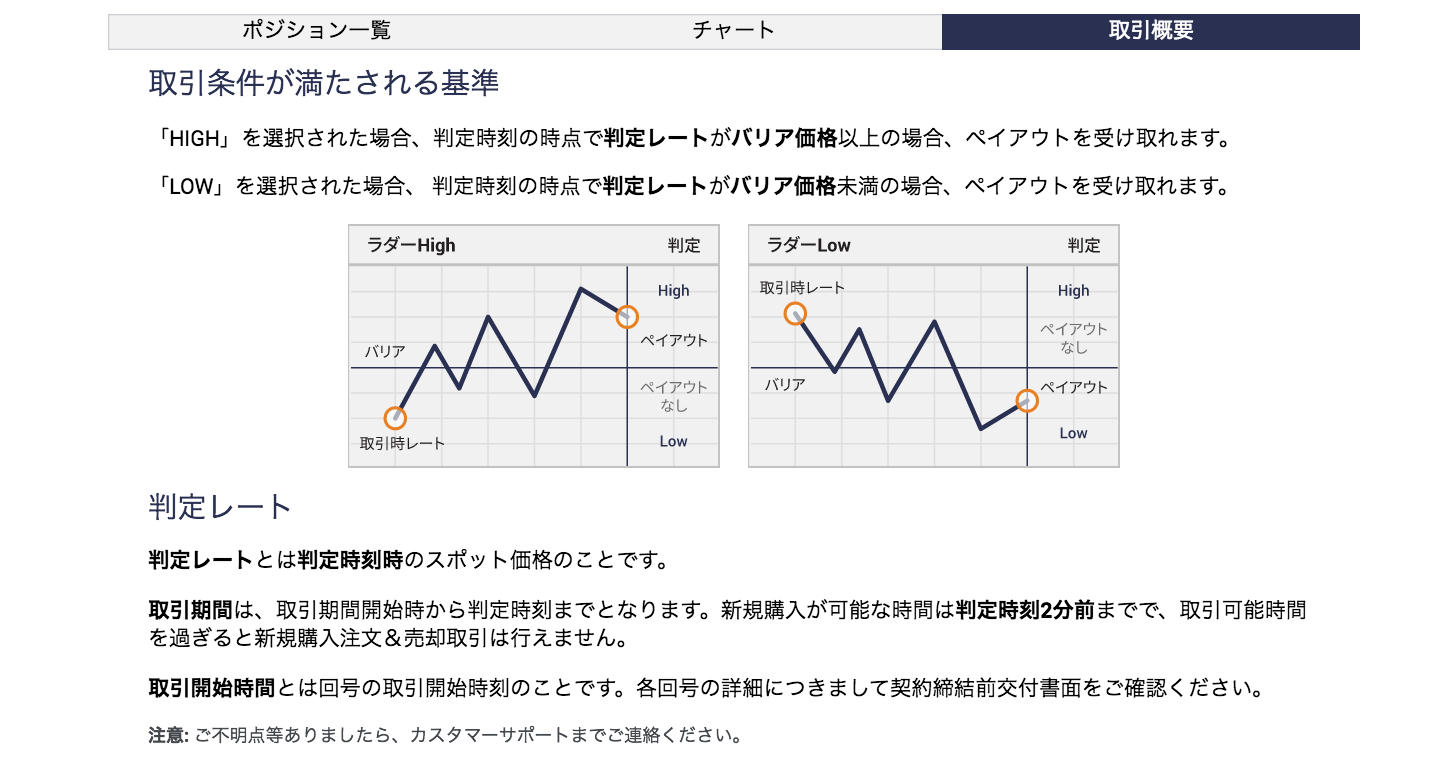 ポジション一覧
チャート
取引概要
取引条件が満たされる基準
「HIGH」を選択された場合、判定時刻の時点で判定レートがバリア価格以上の場合、ペイアウトを受け取れます。
「LOW」を選択された場合、 判定時刻の時点で判定レートがバリア価格未満の場合、ペイアウトを受け取れます。
ラダーHigh
判定
High
ペイアウト
バリア
ペイアウト
なし
取引時レート
Low
ラダーLow
判定
取引時レート
High
ペイアウト
なし
バリア
ペイアウト
Low
判定レート
判定レートとは判定時刻時のスポット価格のことです。
取引期間は、取引期間開始時から判定時刻までとなります。新規購入が可能な時間は判定時刻2分前までで、取引可能時間
を過ぎると新規購入注文＆売却取引は行えません。
取引開始時間とは回号の取引開始時刻のことです。各回号の詳細につきまして契約締結前交付書面をご確認ください。
注意: ご不明点等ありましたら、カスタマーサポートまでご連絡ください。